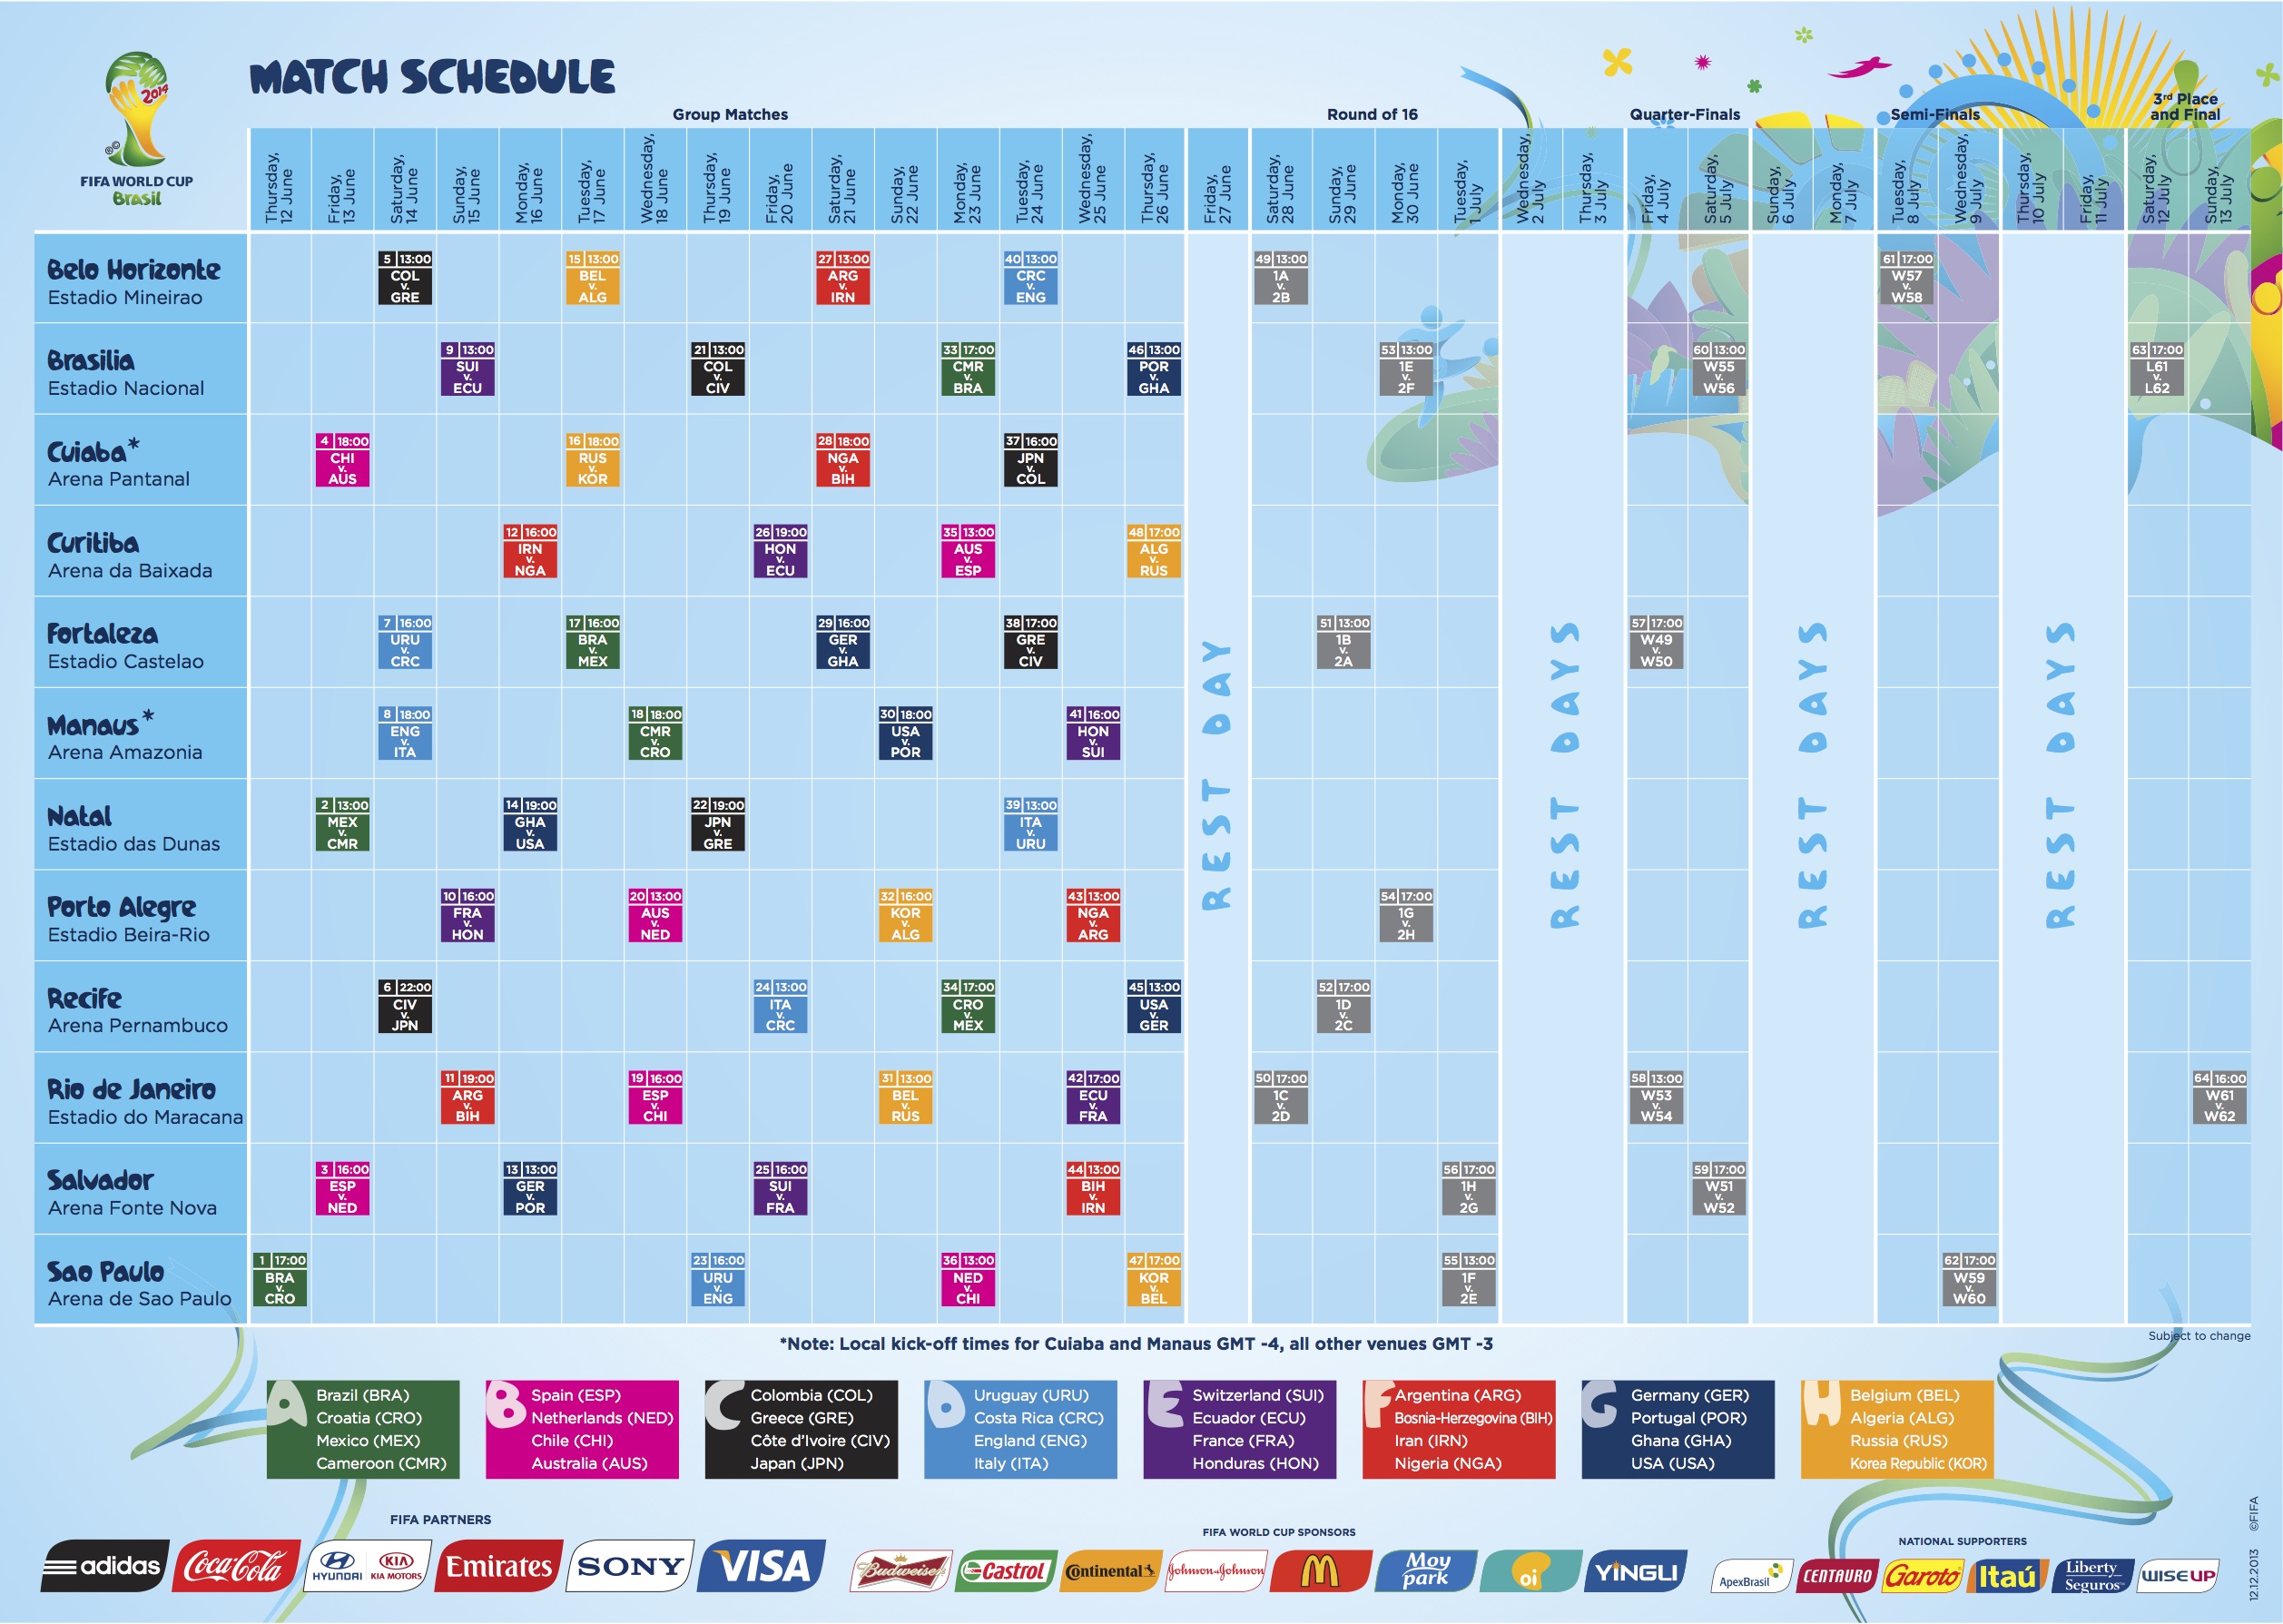 2014
FIFA WORLD CUP
Brasil
MATCH SCHEDULE
Group Matches
Round of 16
Quarter-Finals
Semi-Finals
3rd Place
and Final
Thursday,
12 June
Friday,
13 June
Saturday,
14 June
Sunday,
15 June
Monday,
16 June
Tuesday,
17 June
Wednesday,
18 June
Thursday,
19 June
Friday,
20 June
Saturday,
21 June
Sunday,
22 June
Monday,
23 June
Tuesday,
24 June
Wednesday,
25 June
Thursday,
26 June
Friday,
27 June
Saturday,
28 June
Sunday,
29 June
Monday,
30 June
Tuesday,
1 July
Wednesday,
2 July
Thursday,
3 July
Friday,
4 July
Saturday,
5 July
Sunday,
6 July
Monday,
7 July
Tuesday,
8 July
Wednesday,
9 July
Thursday,
10 July
Friday,
11 July
Saturday,
12 July
Sunday,
13 July
Belo Horizonte
Estadio Mineirao
5 13:00
COL
v.
GRE
15 13:00
BEL
v.
ALG
27 13:00
ARG
v.
IRN
40 13:00
CRC
v.
ENG
49 13:00
1A
v.
2B
61 17:00
W57
v.
W58
Brasilia
Estadio Nacional
9 13:00
SUI
v.
ECU
21 13:00
COL
v.
CIV
33 17:00
CMR
v.
BRA
46 13:00
POR
v.
GHA
53 13:00
1E
v.
2F
60 13:00
W55
v.
W56
63 17:00
L61
v.
L62
Cuiaba*
Arena Pantanal
4 18:00
CHI
v.
AUS
16 18:00
RUS
v.
KOR
28 18:00
NGA
v.
BIH
37 16:00
JPN
v.
COL
Curitiba
Arena da Baixada
12 16:00
IRN
v.
NGA
26 19:00
HON
v.
ECU
35 13:00
AUS
v.
ESP
48 17:00
ALG
v.
RUS
Fortaleza
Estadio Castelao
7 16:00
URU
v.
CRC
17 16:00
BRA
v.
MEX
29 16:00
GER
v.
GHA
38 17:00
GRE
v.
CIV
51 13:00
1B
v.
2A
57 17:00
W49
v.
W50
Manaus*
Arena Amazonia
8 18:00
ENG
v.
ITA
18 18:00
CMR
v.
CRO
30 18:00
USA
v.
POR
41 16:00
HON
v.
SUI
Natal
Estadio das Dunas
2 13:00
MEX
v.
CMR
14 19:00
GHA
v.
USA
22 19:00
JPN
v.
GRE
39 13:00
ITA
v.
URU
Porto Alegre
Estadio Beira-Rio
10 16:00
FRA
v.
HON
20 13:00
AUS
v.
NED
32 16:00
KOR
v.
ALG
43 13:00
NGA
v.
ARG
54 17:00
1G
v.
2H
Recife
Arena Pernambuco
6 22:00
CIV
v.
JPN
24 13:00
ITA
v.
CRC
34 17:00
CRO
v.
MEX
45 13:00
USA
v.
GER
52 17:00
1D
v.
2C
Rio de Janeiro
Estadio do Maracana
11 19:00
ARG
v.
BIH
19 16:00
ESP
v.
CHI
31 13:00
BEL
v.
RUS
42 17:00
ECU
v.
FRA
50 17:00
1C
v.
2D
58 13:00
W53
v.
W54
64 16:00
W61
v.
W62
Salvador
Arena Fonte Nova
3 16:00
ESP
v.
NED
13 13:00
GER
v.
POR
25 16:00
SUI
v.
FRA
44 13:00
BIH
v.
IRN
56 17:00
1H
v.
2G
59 17:00
W51
v.
W52
Sao Paulo
Arena de Sao Paulo
1 17:00
BRA
v.
CRO
23 16:00
URU
v.
ENG
36 13:00
NED
v.
CHI
47 17:00
KOR
v.
BEL
55 13:00
1F
v.
2E
62 17:00
W59
v.
W60
REST DAY
REST DAYS
REST DAYS
REST DAYS
*Note: Local kick-off times for Cuiaba and Manaus GMT -4, all other venues GMT -3
Subject to change
A
Brazil (BRA)
Croatia (CRO)
Mexico (MEX)
Cameroon (CMR)
B
Spain (ESP)
Netherlands (NED)
Chile (CHI)
Australia (AUS)
C
Colombia (COL)
Greece (GRE)
Côte d'Ivoire (CIV)
Japan (JPN)
D
Uruguay (URU)
Costa Rica (CRC)
England (ENG)
Italy (ITA)
E
Switzerland (SUI)
Ecuador (ECU)
France (FRA)
Honduras (HON)
F
Argentina (ARG)
Bosnia-Herzegovina (BIH)
Iran (IRN)
Nigeria (NGA)
G
Germany (GER)
Portugal (POR)
Ghana (GHA)
USA (USA)
H
Belgium (BEL)
Algeria (ALG)
Russia (RUS)
Korea Republic (KOR)
FIFA PARTNERS
adidas
Coca-Cola
HYUNDAI
KIA
KIA MOTORS
Emirates
SONY
VISA
FIFA WORLD CUP SPONSORS
Budweiser
Castrol
Continental
Johnson & Johnson
M
Moy
park
oi
YINGLI
NATIONAL SUPPORTERS
ApexBrasil
CENTAURO
Garoto
Itaú
Liberty
Seguros
WISE UP
12.12.2013 ©FIFA